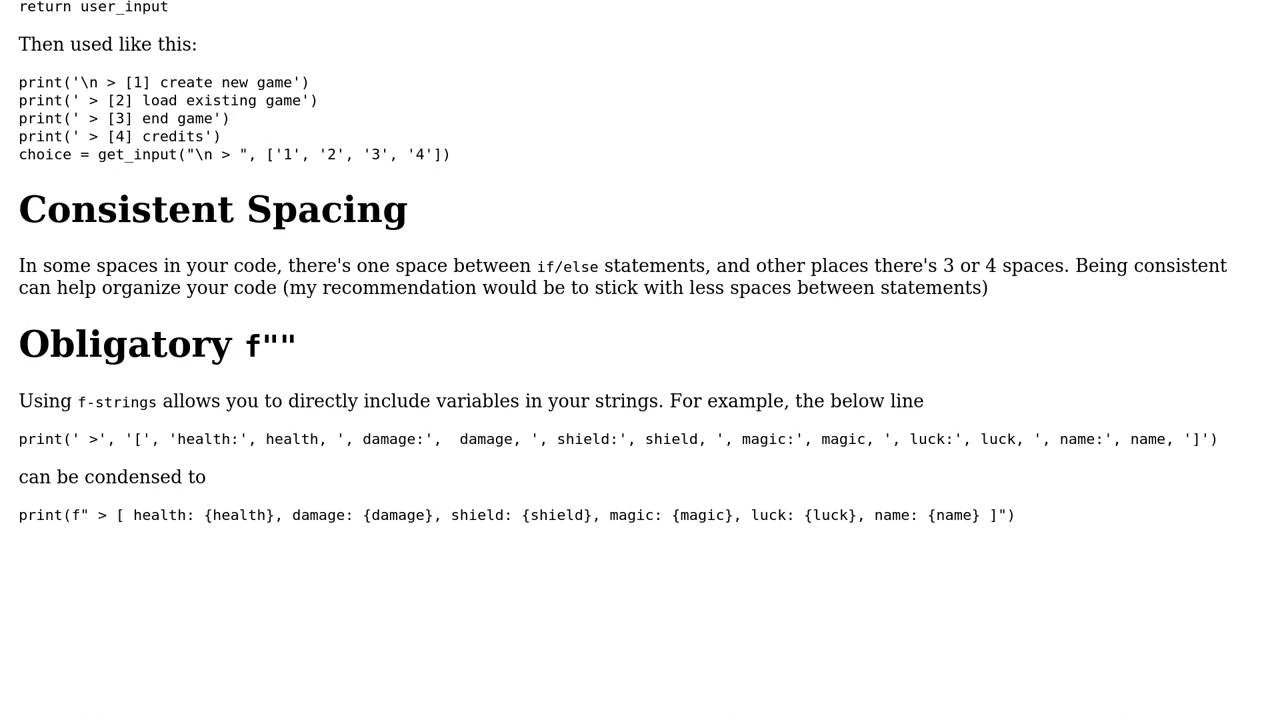 return user_input
Then used like this:
print('\n > [1] create new game')
print(' > [2] load existing game')
print(' > [3] end game')
print(' > [4] credits')
choice = get_input("\n > ", ['1', '2', '3', '4'])
Consistent Spacing
In some spaces in your code, there's one space between if/else statements, and other places there's 3 or 4 spaces. Being consistent
can help organize your code (my recommendation would be to stick with less spaces between statements)
Obligatory f""
Using f-strings allows you to directly include variables in your strings. For example, the below line
print(' >', '[', 'health:', health, ', damage:',  damage, ', shield:', shield, ', magic:', magic, ', luck:', luck, ', name:', name, ']')
can be condensed to
print(f" > [ health: {health}, damage: {damage}, shield: {shield}, magic: {magic}, luck: {luck}, name: {name} ]")